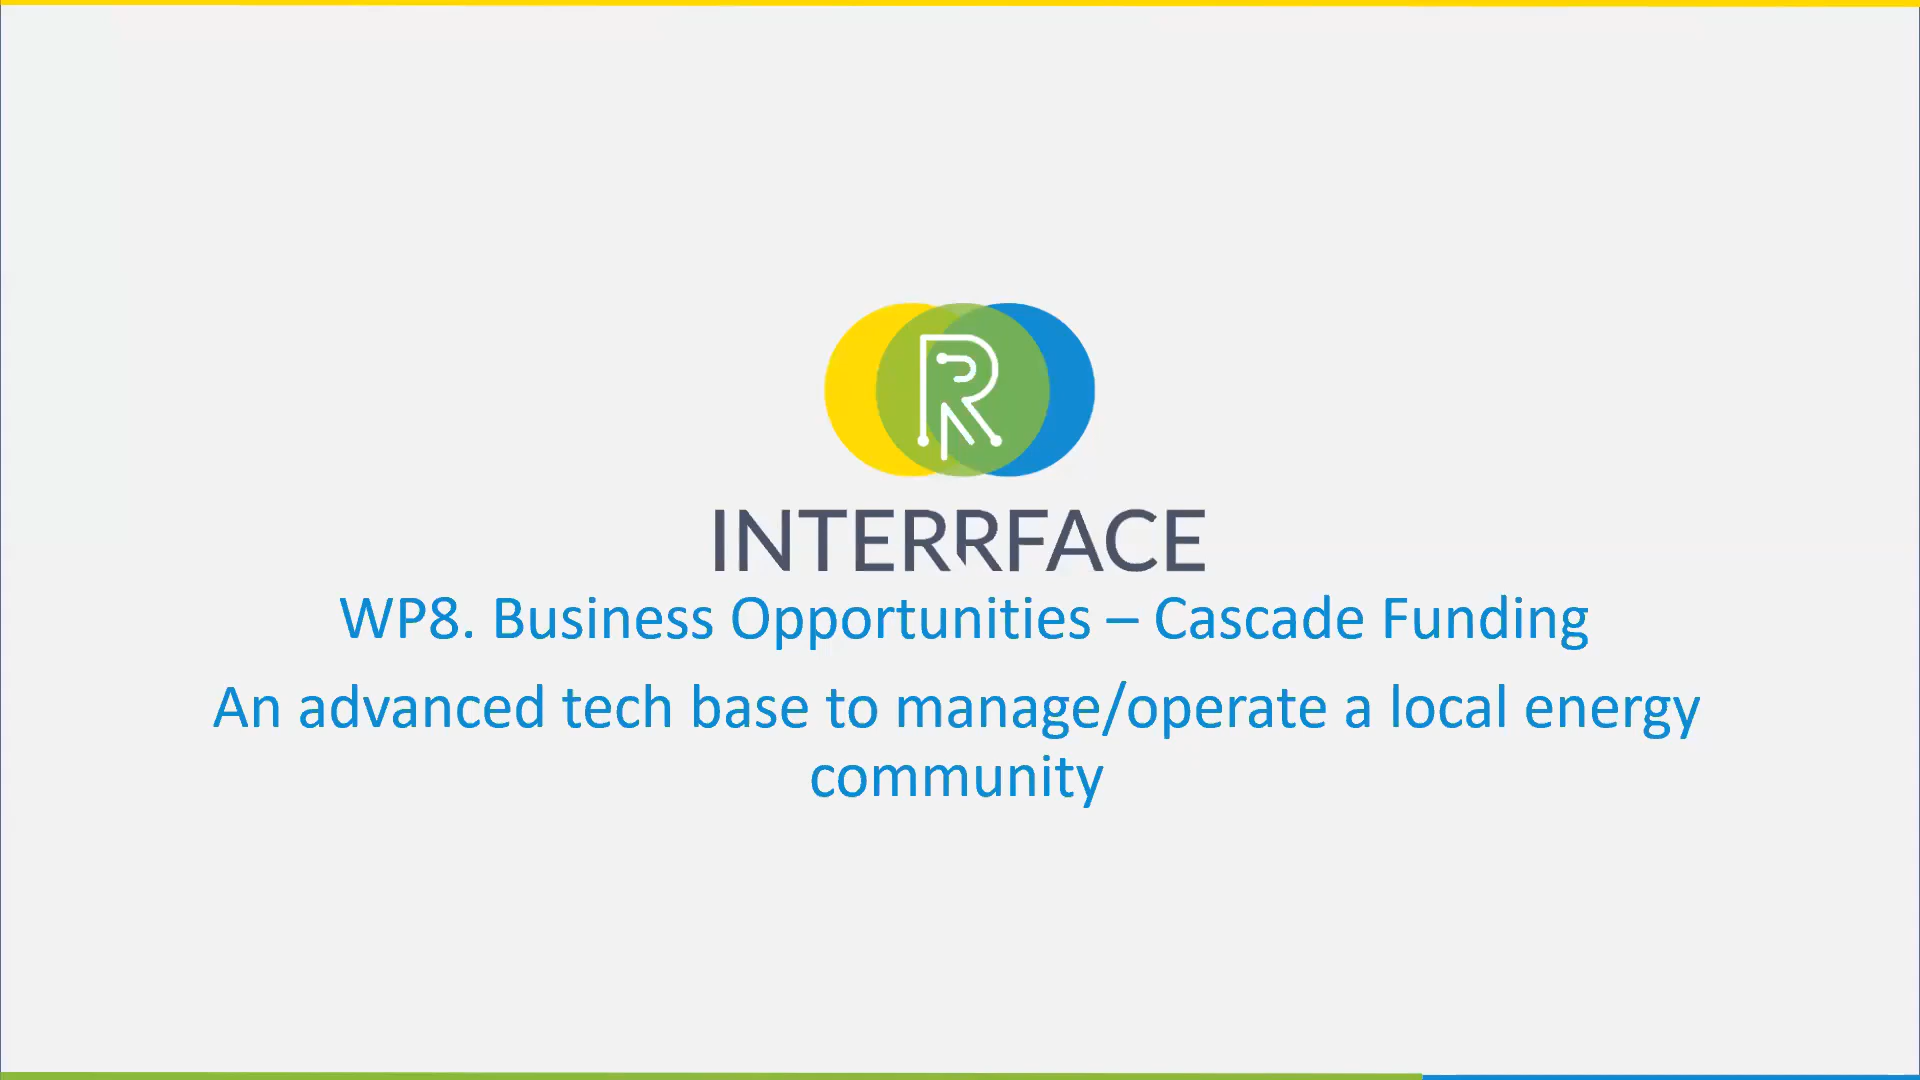 INTERRFACE
WP8. Business Opportunities – Cascade Funding
An advanced tech base to manage/operate a local energy
community